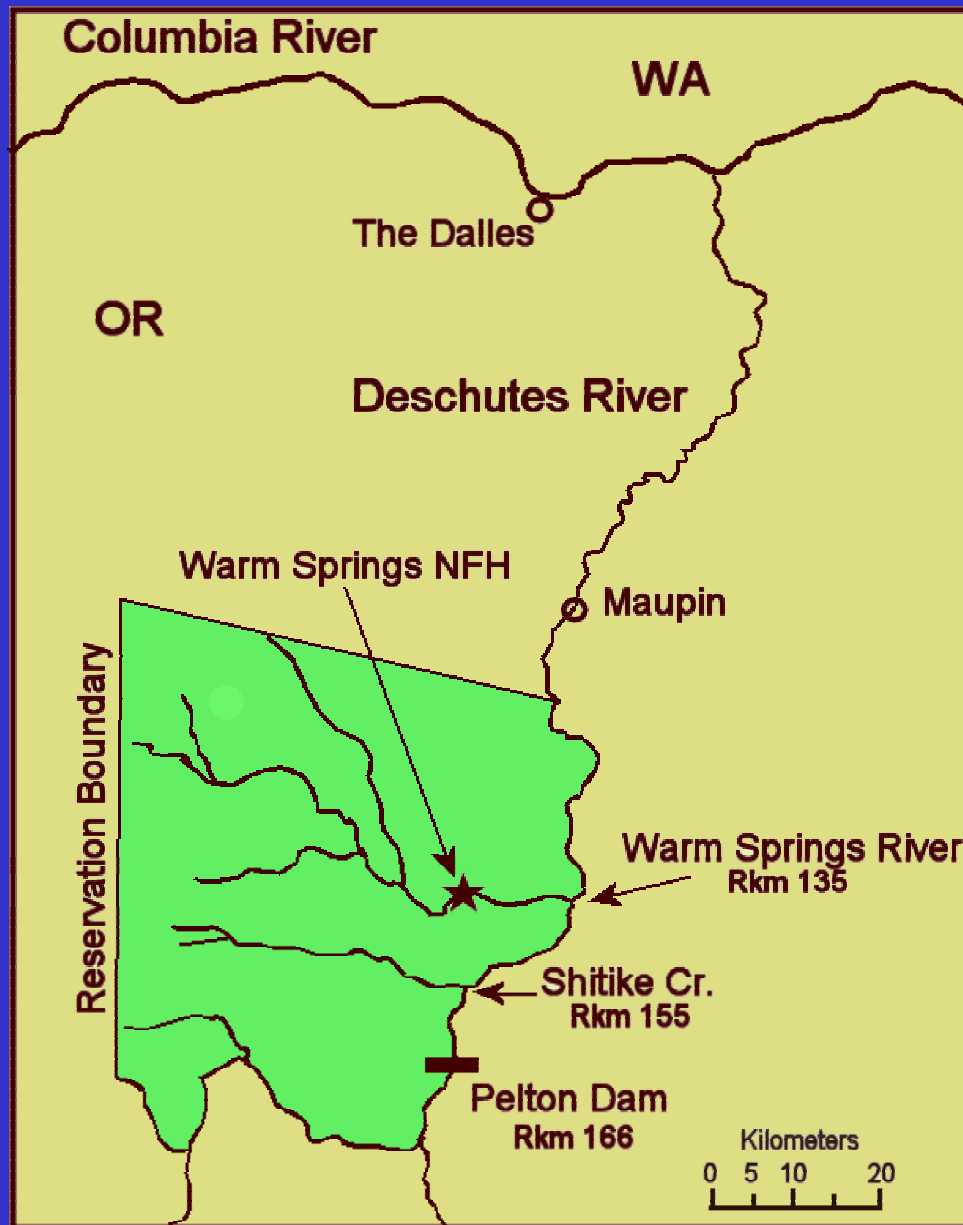 Columbia River
WA
The Dalles
OR
Deschutes River
Warm Springs NFH
Maupin
Reservation Boundary
Warm Springs River
Rkm 135
Shitike Cr.
Rkm 155
Pelton Dam
Rkm 166
Kilometers
0 5 10 20